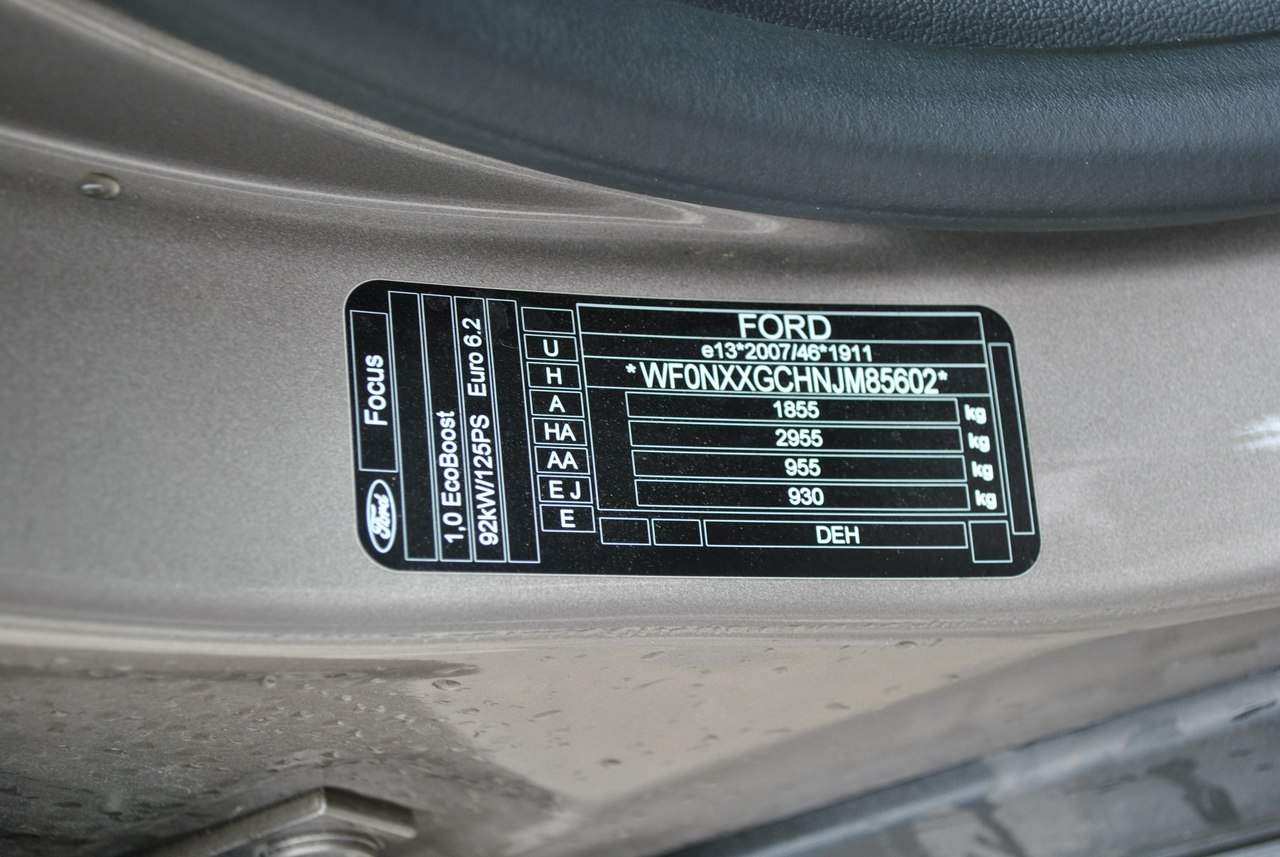 Focus
Ford
1,0 EcoBoost
92kW/125PS Euro 6.2
U
H
A
HA
AA
E J
E
FORD
e13*2007/46*1911
*WF0NXXGCHNJM85602*
1855 kg
2955 kg
955 kg
930 kg
DEH